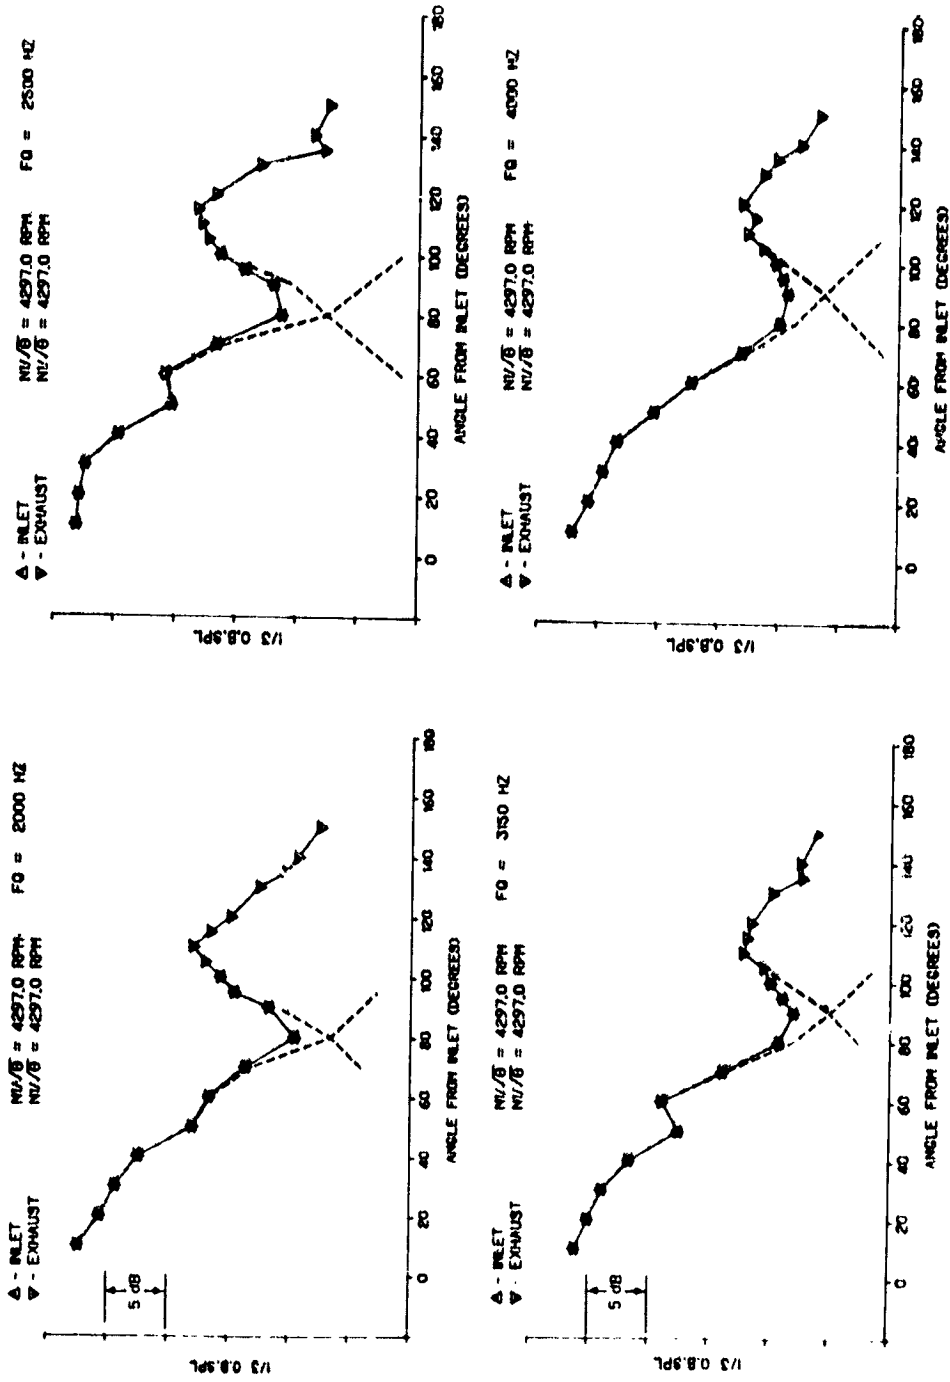 △ - INLET N1/√θ = 4297.0 RPM FQ = 2000 HZ
▽ - EXHAUST N1/√θ = 4297.0 RPM
5 dB
1/3 O.B.SPL
0 20 40 60 80 100 120 140 160 180
ANGLE FROM INLET (DEGREES)
△ - INLET N1/√θ = 4297.0 RPM FQ = 2500 HZ
▽ - EXHAUST N1/√θ = 4297.0 RPM
1/3 O.B.SPL
0 20 40 60 80 100 120 140 160 180
ANGLE FROM INLET (DEGREES)
△ - INLET N1/√θ = 4297.0 RPM FQ = 3150 HZ
▽ - EXHAUST N1/√θ = 4297.0 RPM
5 dB
1/3 O.B.SPL
0 20 40 60 80 100 120 140 160 180
ANGLE FROM INLET (DEGREES)
△ - INLET N1/√θ = 4297.0 RPM FQ = 4000 HZ
▽ - EXHAUST N1/√θ = 4297.0 RPM
1/3 O.B.SPL
0 20 40 60 80 100 120 140 160 180
ANGLE FROM INLET (DEGREES)